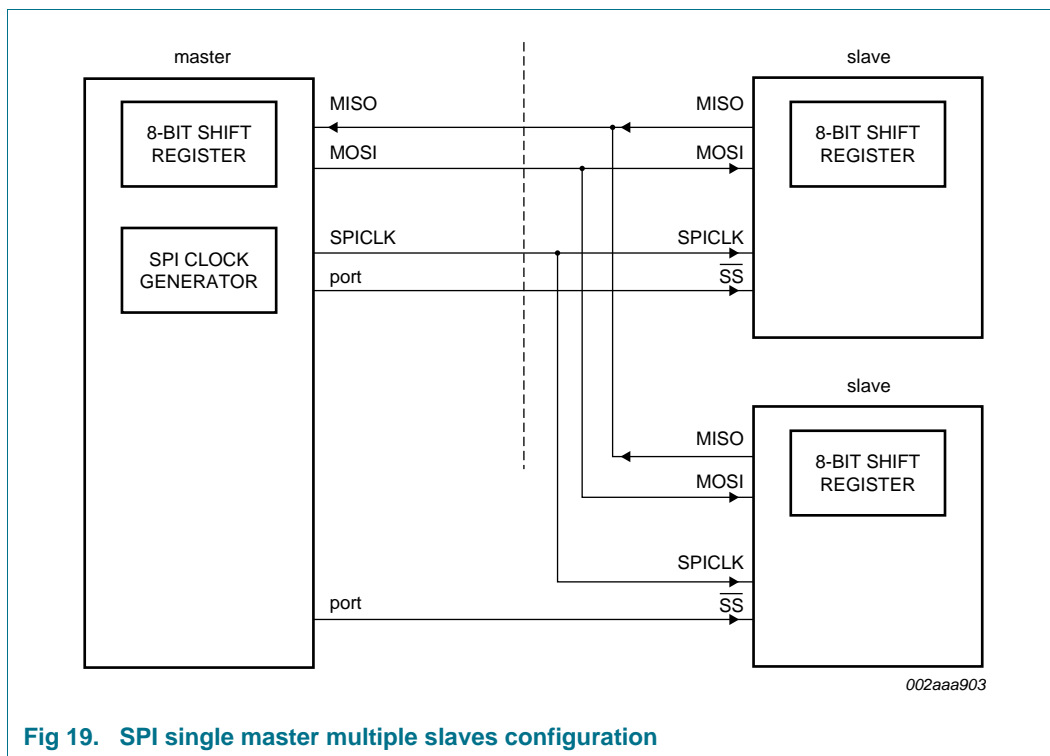 master
slave
MISO
MISO
8-BIT SHIFT
REGISTER
8-BIT SHIFT
REGISTER
MOSI
MOSI
SPICLK
SPICLK
SPI CLOCK
GENERATOR
port
SS
slave
MISO
8-BIT SHIFT
REGISTER
MOSI
SPICLK
port
SS
002aaa903
Fig 19. SPI single master multiple slaves configuration